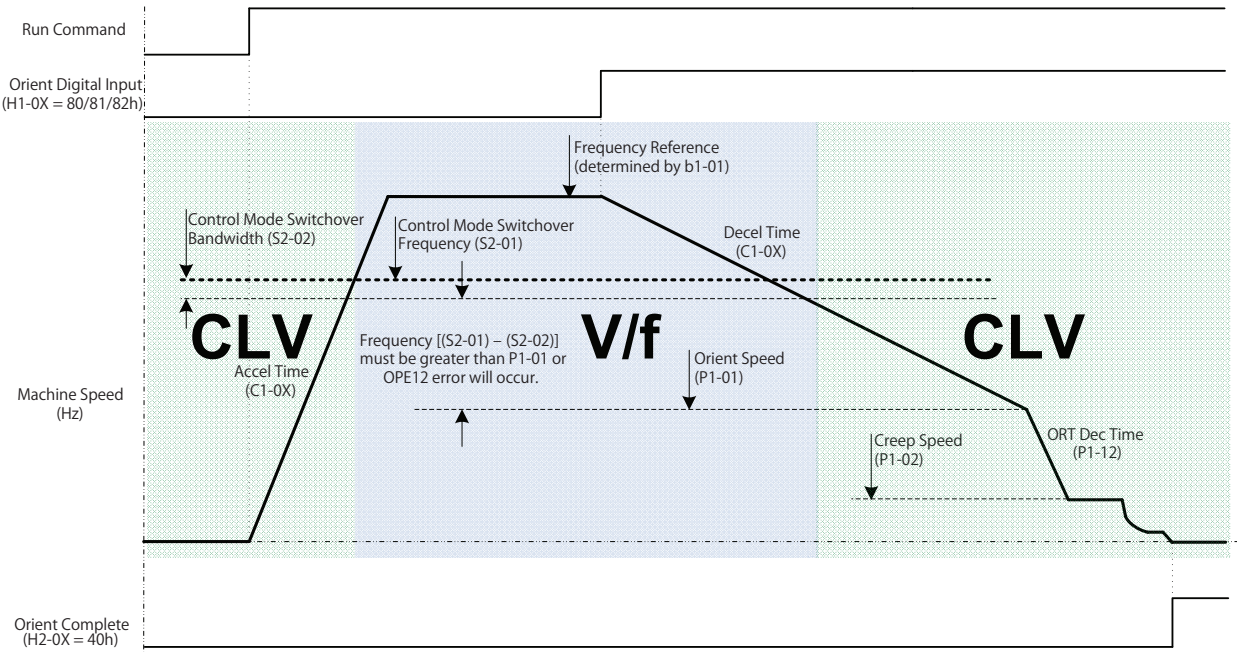 Run Command
Orient Digital Input
(H1-0X = 80/81/82h)
Frequency Reference
(determined by b1-01)
Control Mode Switchover
Bandwidth (S2-02)
Control Mode Switchover
Frequency (S2-01)
Decel Time
(C1-0X)
CLV
V/f
CLV
Frequency [(S2-01) – (S2-02)]
must be greater than P1-01 or
OPE12 error will occur.
Orient Speed
(P1-01)
Accel Time
(C1-0X)
Machine Speed
(Hz)
Creep Speed
(P1-02)
ORT Dec Time
(P1-12)
Orient Complete
(H2-0X = 40h)